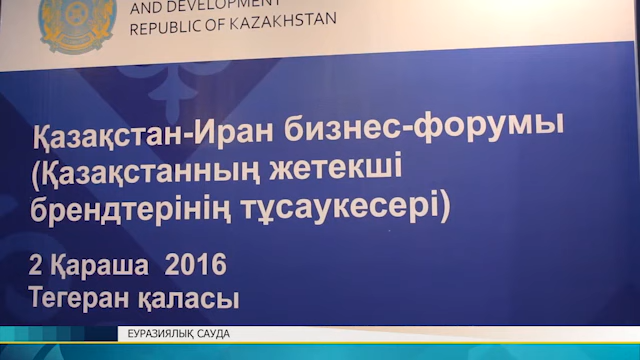 AND DEVELOPMENT
REPUBLIC OF KAZAKHSTAN
Қазақстан-Иран бизнес-форумы
(Қазақстанның жетекші
брендтерінің тұсаукесері)
2 Қараша 2016
Тегеран қаласы
ЕУРАЗИЯЛЫҚ САУДА